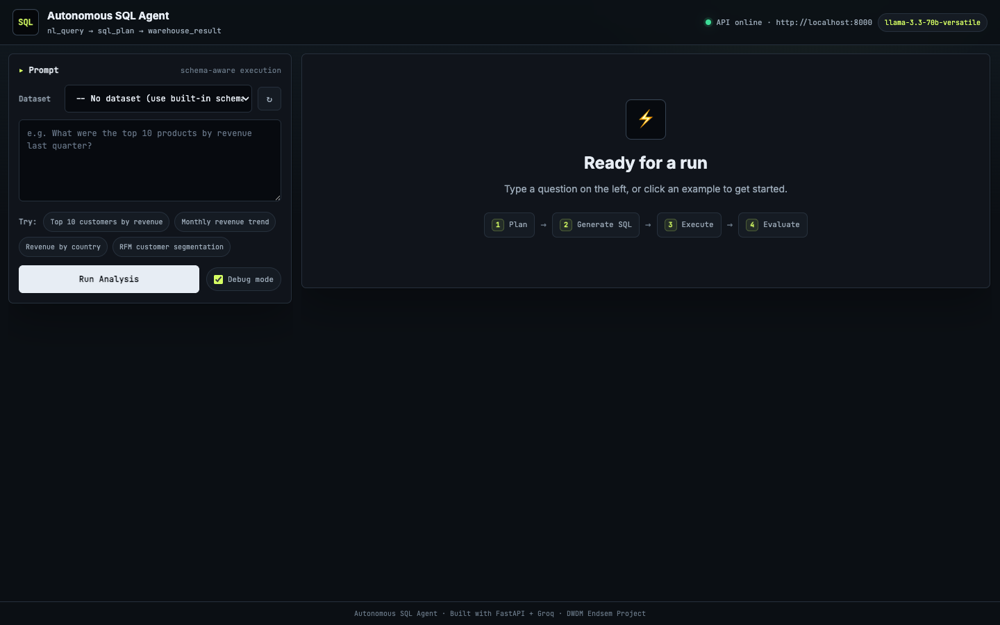 SQL
Autonomous SQL Agent
nl_query → sql_plan → warehouse_result
API online · http://localhost:8000
llama-3.3-70b-versatile
▸ Prompt
schema-aware execution
Dataset
-- No dataset (use built-in schema
↻
e.g. What were the top 10 products by revenue
last quarter?
Try:
Top 10 customers by revenue
Monthly revenue trend
Revenue by country
RFM customer segmentation
Run Analysis
Debug mode
Ready for a run
Type a question on the left, or click an example to get started.
1 Plan → 2 Generate SQL → 3 Execute → 4 Evaluate
Autonomous SQL Agent · Built with FastAPI + Groq · DWDM Endsem Project